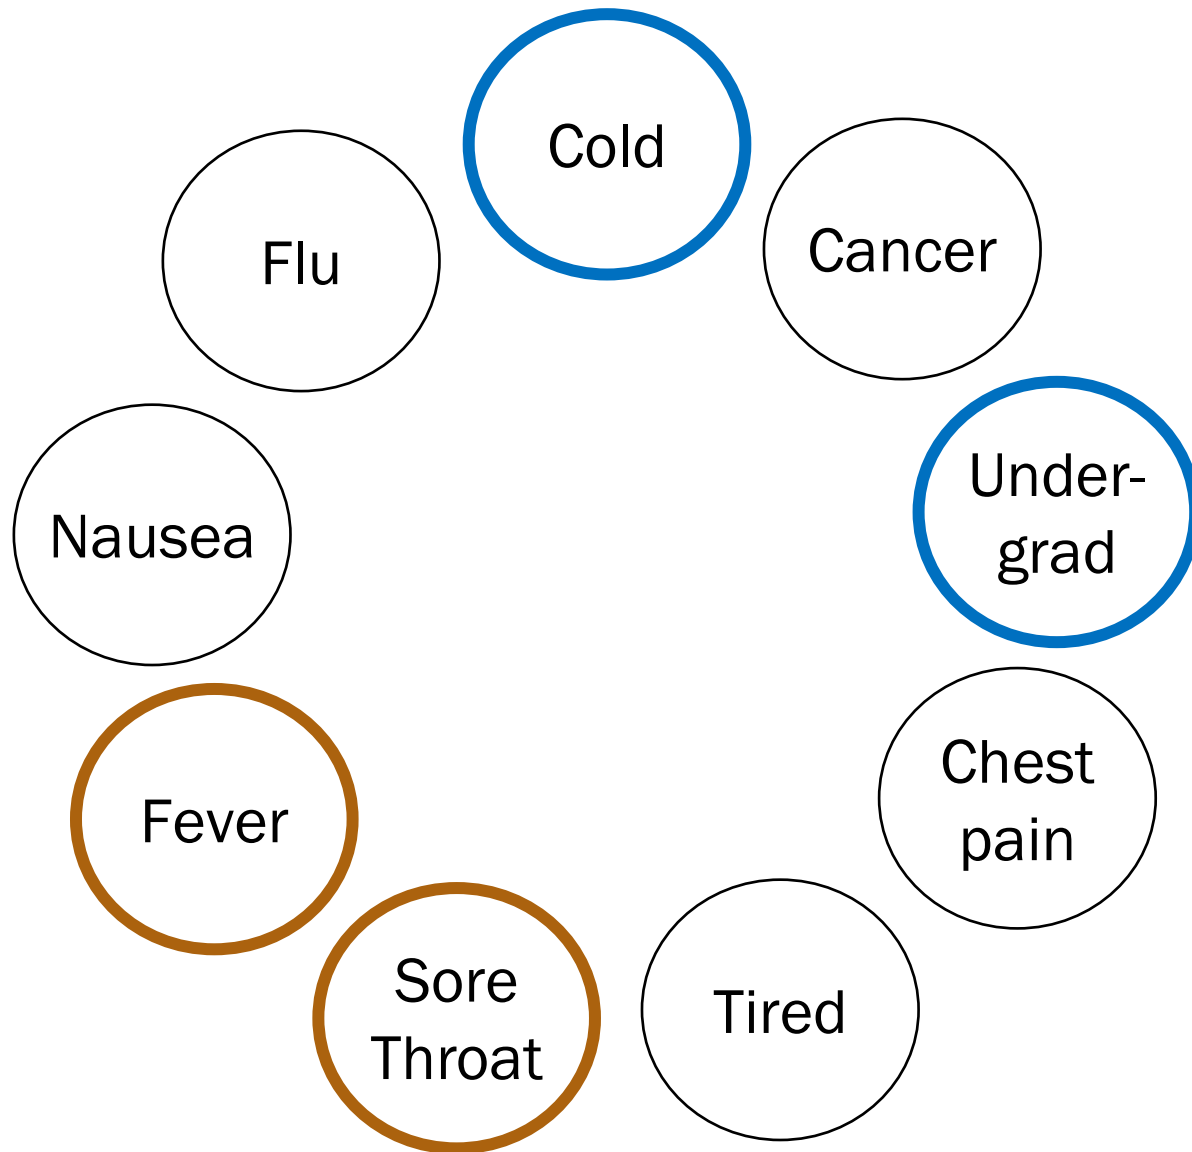 Cold
Cancer
Flu
Under-
grad
Nausea
Chest
pain
Fever
Sore
Throat
Tired